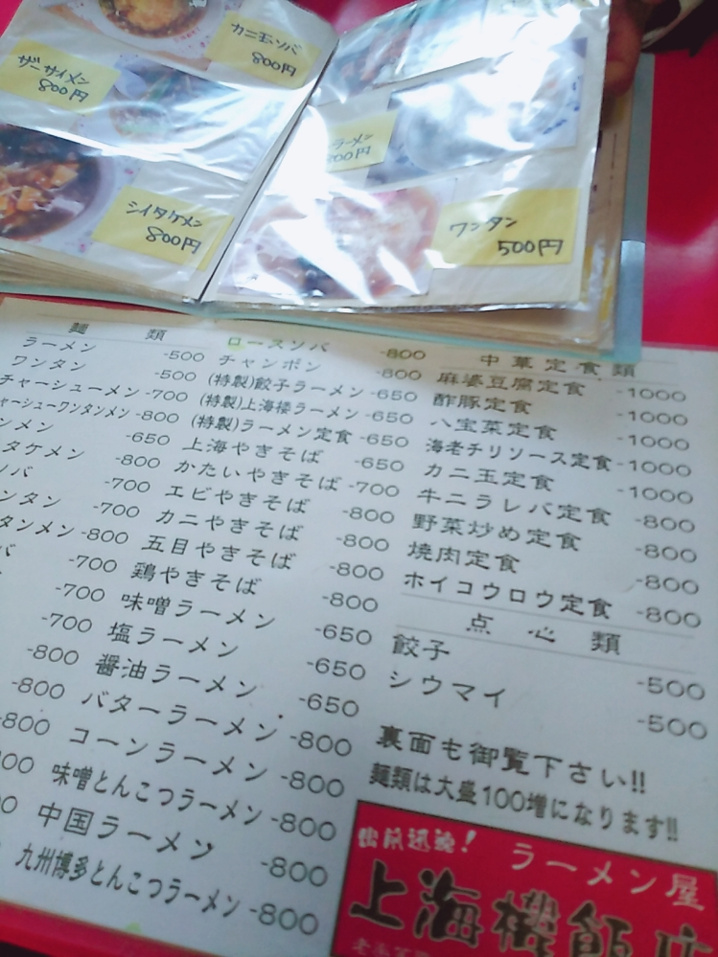 カニ玉ソバ
800円
ザーサイメン
800円
シイタケメン
800円
ラーメン
00円
ワンタン
500円
麺類
ラーメン -500
ワンタン -500
チャーシューメン -700
ャーシューワンタンメン -800
ンメン -650
タケメン -800
ソバ -700
ンタン -700
タンメン -800
バ -700
-700
-700
-800
-800
-800
ロースソバ -800
チャンポン -800
(特製)餃子ラーメン -650
(特製)上海楼ラーメン -650
(特製)ラーメン定食 -650
上海やきそば -650
かたいやきそば -700
エビやきそば -800
カニやきそば -800
五目やきそば -800
鶏やきそば -800
味噌ラーメン -650
塩ラーメン -650
醤油ラーメン -650
バターラーメン -800
コーンラーメン -800
味噌とんこつラーメン -800
中国ラーメン -800
九州博多とんこつラーメン -800
中華定食類
麻婆豆腐定食 -1000
酢豚定食 -1000
八宝菜定食 -1000
海老チリソース定食 -1000
カニ玉定食 -1000
牛ニラレバ定食 -800
野菜炒め定食 -800
焼肉定食 -800
ホイコウロウ定食 -800
点心類
餃子 -500
シウマイ -500
裏面も御覧下さい!!
麺類は大盛100増になります!!
出前迅速!
ラーメン屋
上海楼飯店